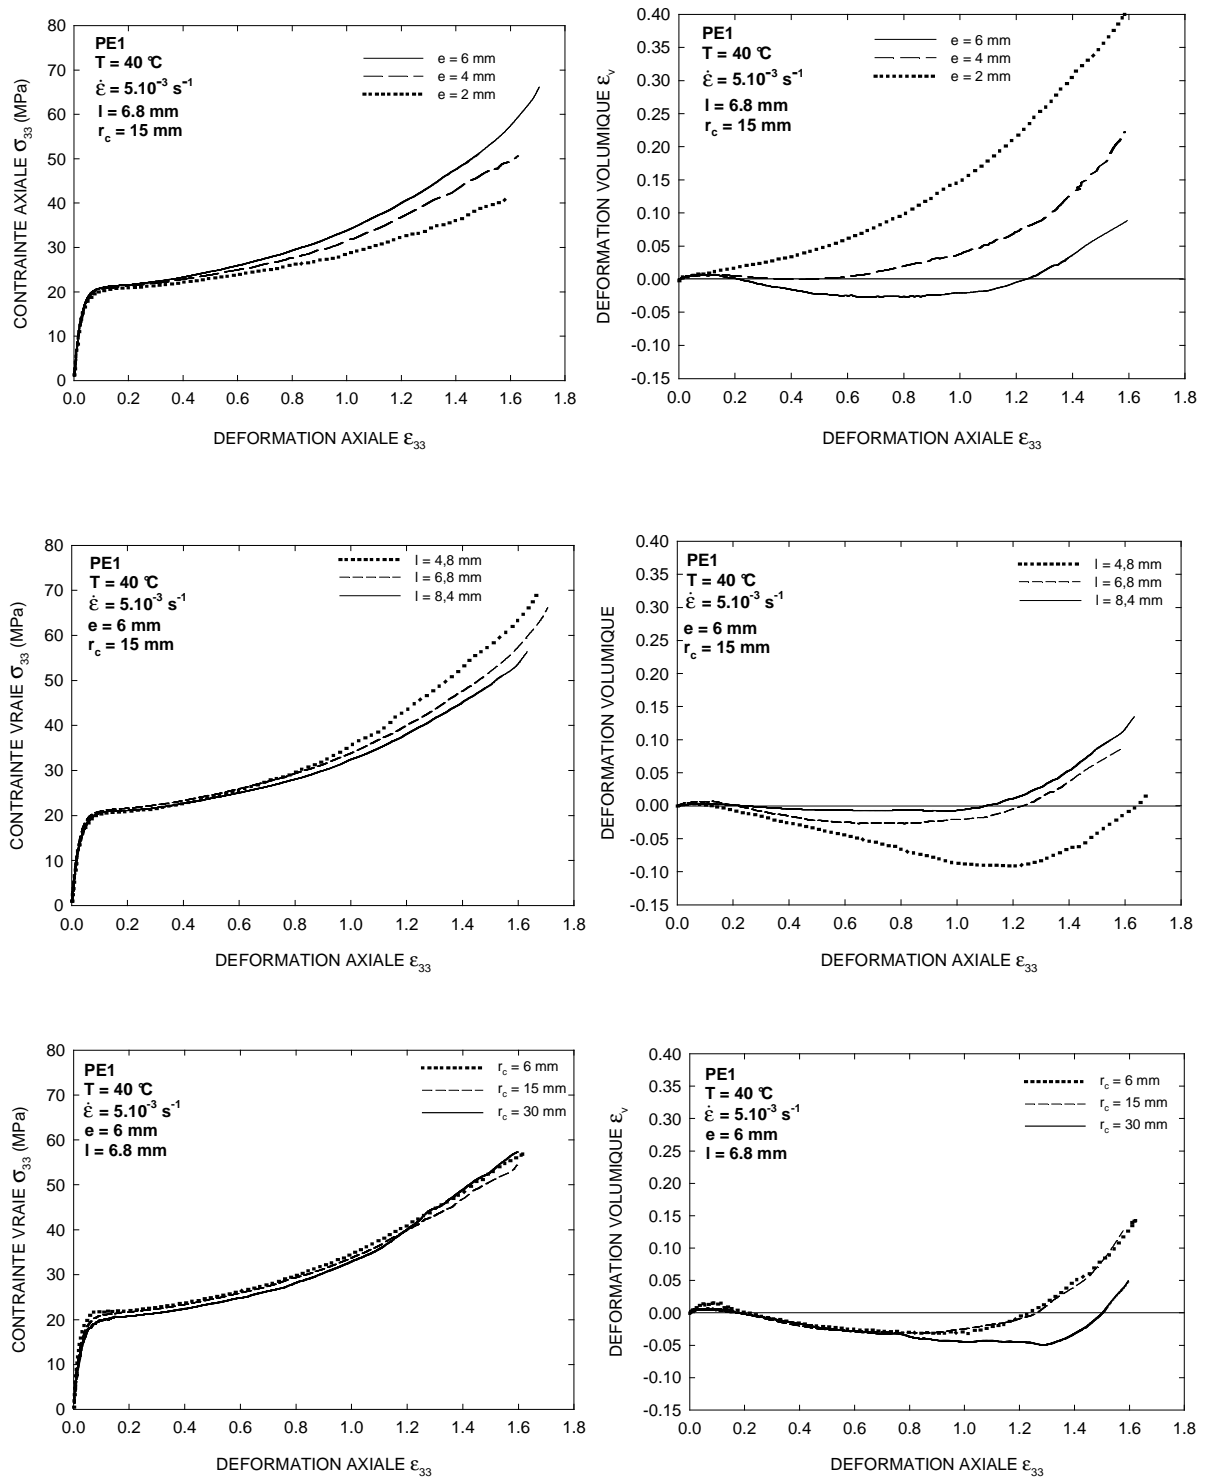 PE1
T = 40 °C
ε̇ = 5.10⁻³ s⁻¹
l = 6.8 mm
r_c = 15 mm
e = 6 mm
e = 4 mm
e = 2 mm
CONTRAINTE AXIALE σ₃₃ (MPa)
80
70
60
50
40
30
20
10
0
0.0 0.2 0.4 0.6 0.8 1.0 1.2 1.4 1.6 1.8
DEFORMATION AXIALE ε₃₃
PE1
T = 40 °C
ε̇ = 5.10⁻³ s⁻¹
l = 6.8 mm
r_c = 15 mm
e = 6 mm
e = 4 mm
e = 2 mm
DEFORMATION VOLUMIQUE ε_v
0.40
0.35
0.30
0.25
0.20
0.15
0.10
0.05
0.00
-0.05
-0.10
-0.15
0.0 0.2 0.4 0.6 0.8 1.0 1.2 1.4 1.6 1.8
DEFORMATION AXIALE ε₃₃
PE1
T = 40 °C
ε̇ = 5.10⁻³ s⁻¹
e = 6 mm
r_c = 15 mm
l = 4,8 mm
l = 6,8 mm
l = 8,4 mm
CONTRAINTE VRAIE σ₃₃ (MPa)
80
70
60
50
40
30
20
10
0
0.0 0.2 0.4 0.6 0.8 1.0 1.2 1.4 1.6 1.8
DEFORMATION AXIALE ε₃₃
PE1
T = 40 °C
ε̇ = 5.10⁻³ s⁻¹
e = 6 mm
r_c = 15 mm
l = 4,8 mm
l = 6,8 mm
l = 8,4 mm
DEFORMATION VOLUMIQUE
0.40
0.35
0.30
0.25
0.20
0.15
0.10
0.05
0.00
-0.05
-0.10
-0.15
0.0 0.2 0.4 0.6 0.8 1.0 1.2 1.4 1.6 1.8
DEFORMATION AXIALE ε₃₃
PE1
T = 40 °C
ε̇ = 5.10⁻³ s⁻¹
e = 6 mm
l = 6.8 mm
r_c = 6 mm
r_c = 15 mm
r_c = 30 mm
CONTRAINTE VRAIE σ₃₃ (MPa)
80
70
60
50
40
30
20
10
0
0.0 0.2 0.4 0.6 0.8 1.0 1.2 1.4 1.6 1.8
DEFORMATION AXIALE ε₃₃
PE1
T = 40 °C
ε̇ = 5.10⁻³ s⁻¹
e = 6 mm
l = 6.8 mm
r_c = 6 mm
r_c = 15 mm
r_c = 30 mm
DEFORMATION VOLUMIQUE ε_v
0.40
0.35
0.30
0.25
0.20
0.15
0.10
0.05
0.00
-0.05
-0.10
-0.15
0.0 0.2 0.4 0.6 0.8 1.0 1.2 1.4 1.6 1.8
DEFORMATION AXIALE ε₃₃